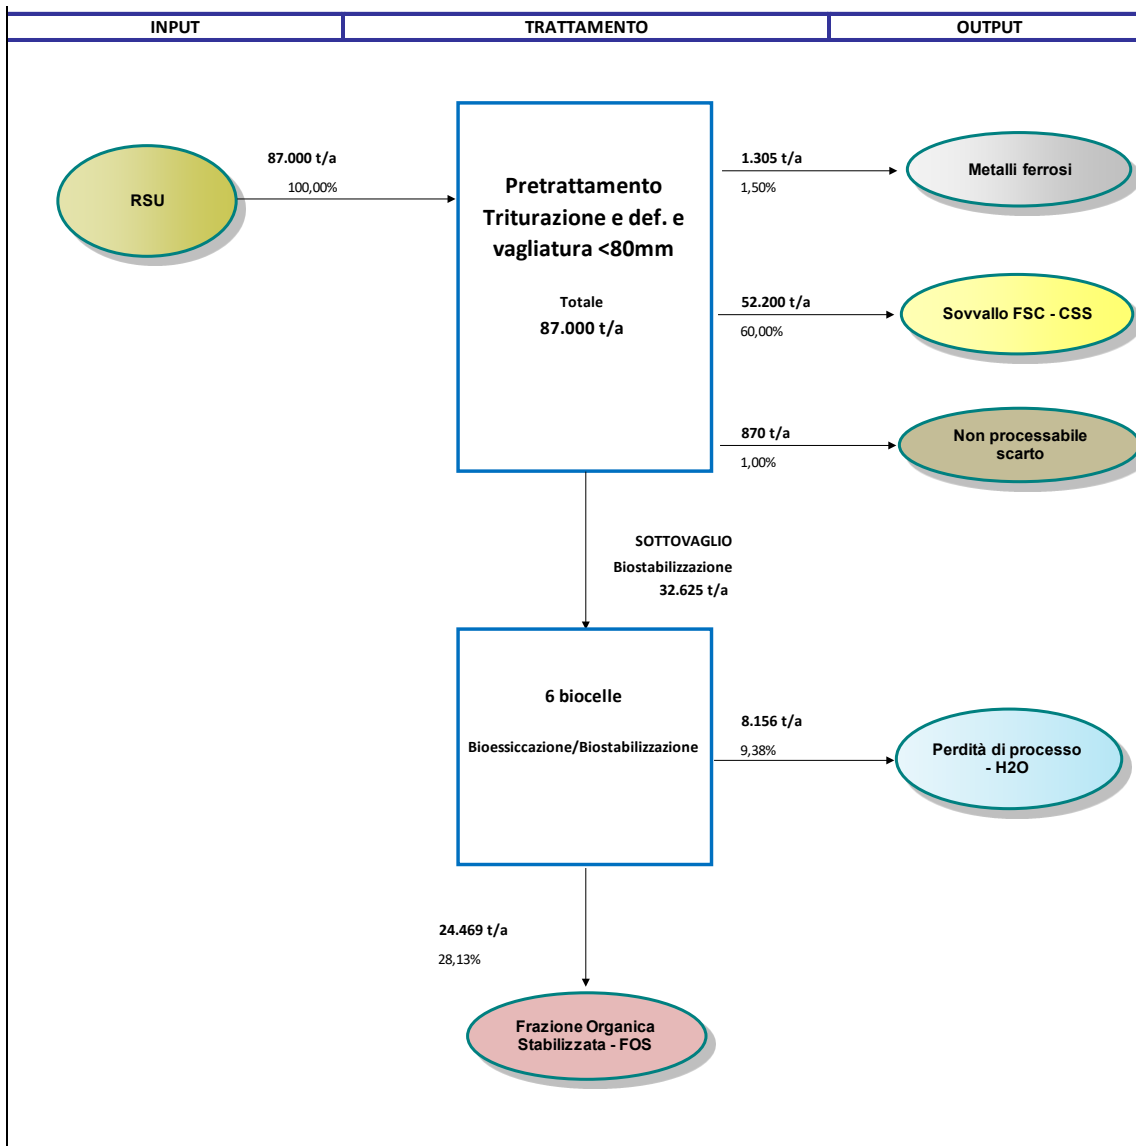 INPUT
TRATTAMENTO
OUTPUT
RSU
87.000 t/a
100,00%
Pretrattamento
Triturazione e def. e
vagliatura <80mm
Totale
87.000 t/a
1.305 t/a
1,50%
Metalli ferrosi
52.200 t/a
60,00%
Sovvallo FSC - CSS
870 t/a
1,00%
Non processabile
scarto
SOTTOVAGLIO
Biostabilizzazione
32.625 t/a
6 biocelle
Bioessiccazione/Biostabilizzazione
8.156 t/a
9,38%
Perdità di processo
- H2O
24.469 t/a
28,13%
Frazione Organica
Stabilizzata - FOS